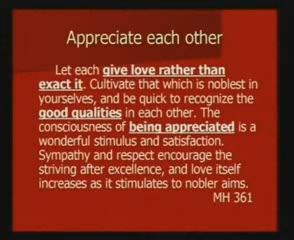 Appreciate each other
Let each give love rather than
exact it. Cultivate that which is noblest in
yourselves, and be quick to recognize the
good qualities in each other. The
consciousness of being appreciated is a
wonderful stimulus and satisfaction.
Sympathy and respect encourage the
striving after excellence, and love itself
increases as it stimulates to nobler aims.
MH 361